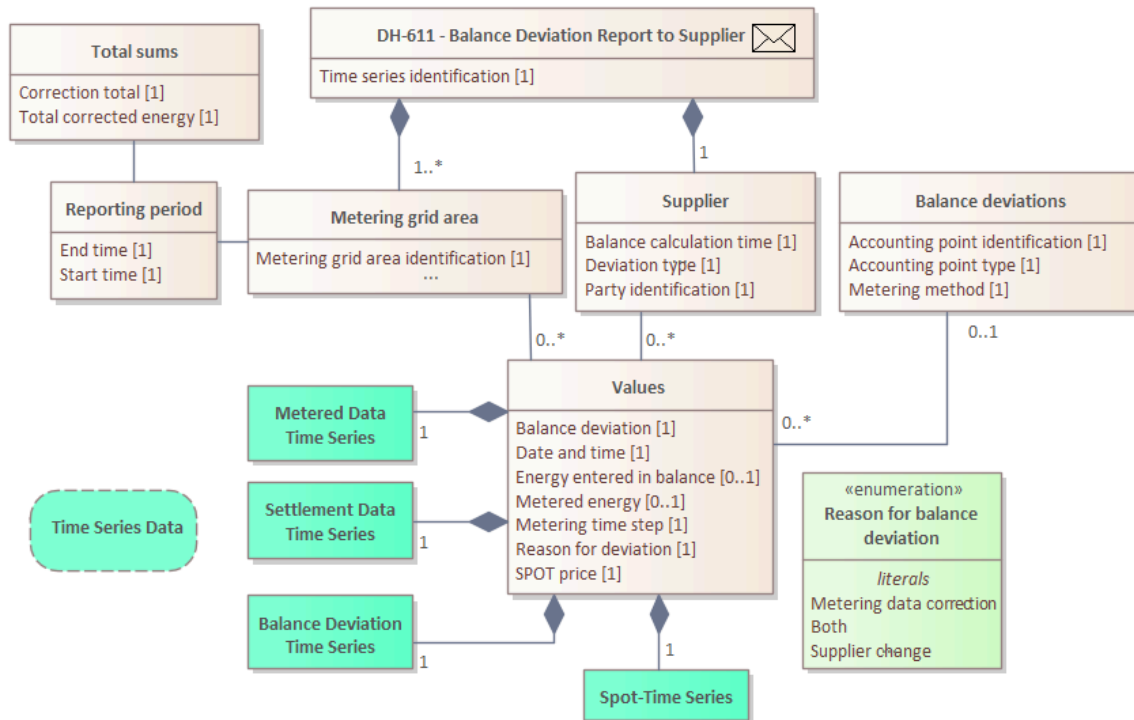 Total sums
Correction total [1]
Total corrected energy [1]
DH-611 - Balance Deviation Report to Supplier
Time series identification [1]
1..*
1
Reporting period
End time [1]
Start time [1]
Metering grid area
Metering grid area identification [1]
...
Supplier
Balance calculation time [1]
Deviation type [1]
Party identification [1]
Balance deviations
Accounting point identification [1]
Accounting point type [1]
Metering method [1]
0..*
0..*
0..1
Values
Balance deviation [1]
Date and time [1]
Energy entered in balance [0..1]
Metered energy [0..1]
Metering time step [1]
Reason for deviation [1]
SPOT price [1]
0..*
Metered Data
Time Series
1
Settlement Data
Time Series
1
Time Series Data
Balance Deviation
Time Series
1
1
Spot-Time Series
«enumeration»
Reason for balance
deviation
literals
Metering data correction
Both
Supplier change